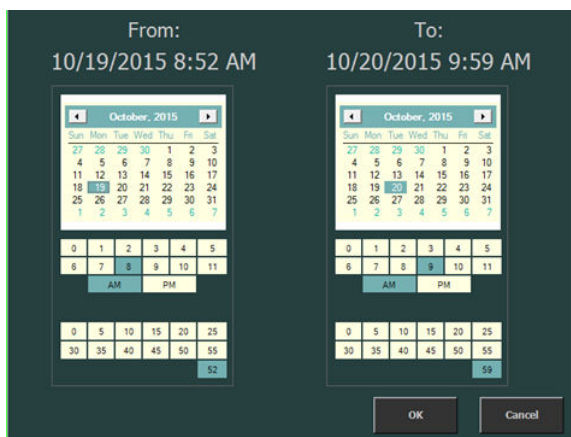 From:
10/19/2015 8:52 AM
October, 2015
Sun Mon Tue Wed Thu Fri Sat
27 28 29 30 1 2 3
4 5 6 7 8 9 10
11 12 13 14 15 16 17
18 19 20 21 22 23 24
25 26 27 28 29 30 31
1 2 3 4 5 6 7
0 1 2 3 4 5
6 7 8 9 10 11
AM PM
0 5 10 15 20 25
30 35 40 45 50 55
52
To:
10/20/2015 9:59 AM
October, 2015
Sun Mon Tue Wed Thu Fri Sat
27 28 29 30 1 2 3
4 5 6 7 8 9 10
11 12 13 14 15 16 17
18 19 20 21 22 23 24
25 26 27 28 29 30 31
1 2 3 4 5 6 7
0 1 2 3 4 5
6 7 8 9 10 11
AM PM
0 5 10 15 20 25
30 35 40 45 50 55
59
OK Cancel